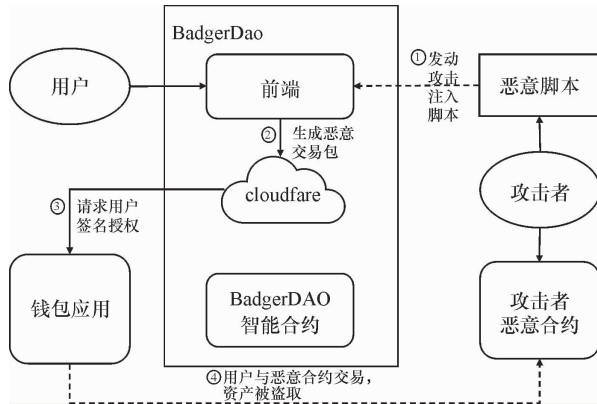 BadgerDao
用户
前端
①发动
攻击
注入
脚本
恶意脚本
②
生成恶意
交易包
cloudfare
攻击者
③
请求用户
签名授权
钱包应用
BadgerDAO
智能合约
攻击者
恶意合约
④用户与恶意合约交易，
资产被盗取